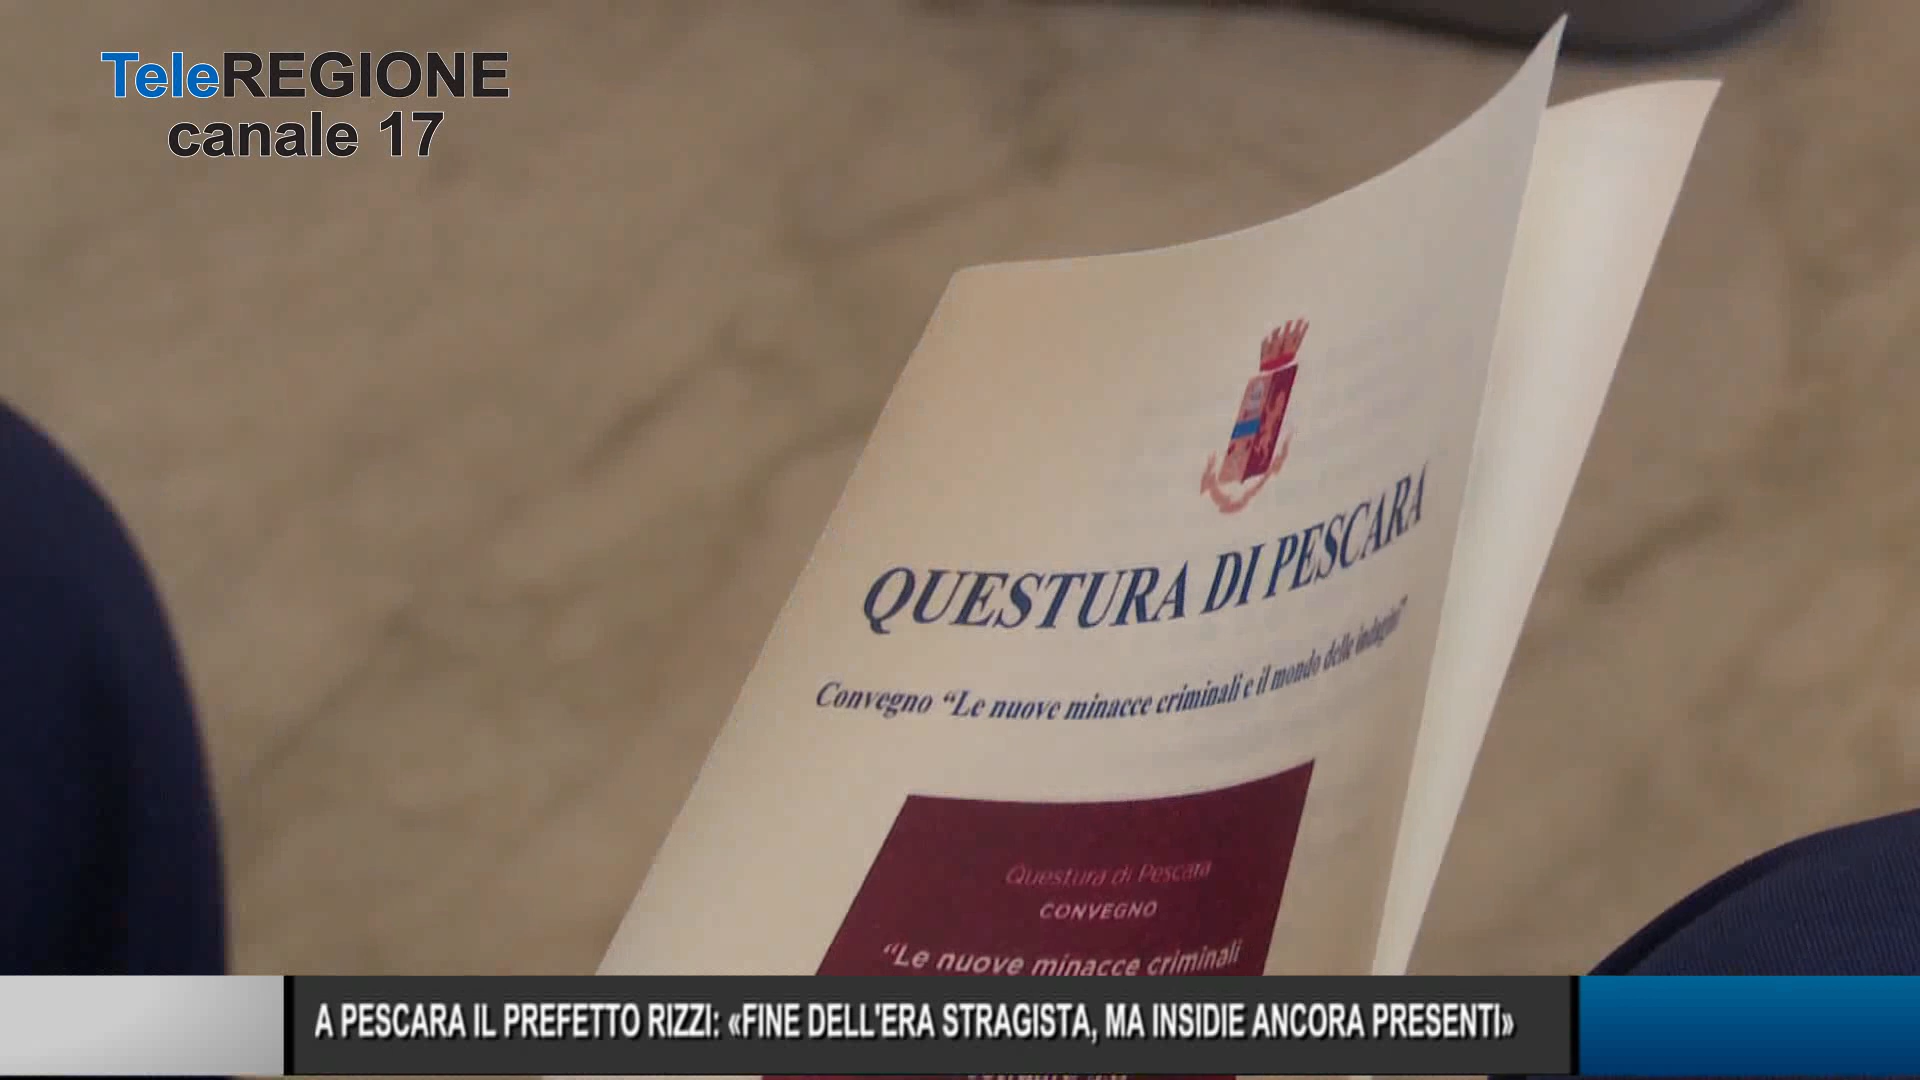 TeleREGIONE
canale 17
QUESTURA DI PESCARA
Convegno “Le nuove minacce criminali e il mondo delle indagini”
Questura di Pescara
CONVEGNO
“Le nuove minacce criminali
A PESCARA IL PREFETTO RIZZI: «FINE DELL'ERA STRAGISTA, MA INSIDIE ANCORA PRESENTI»